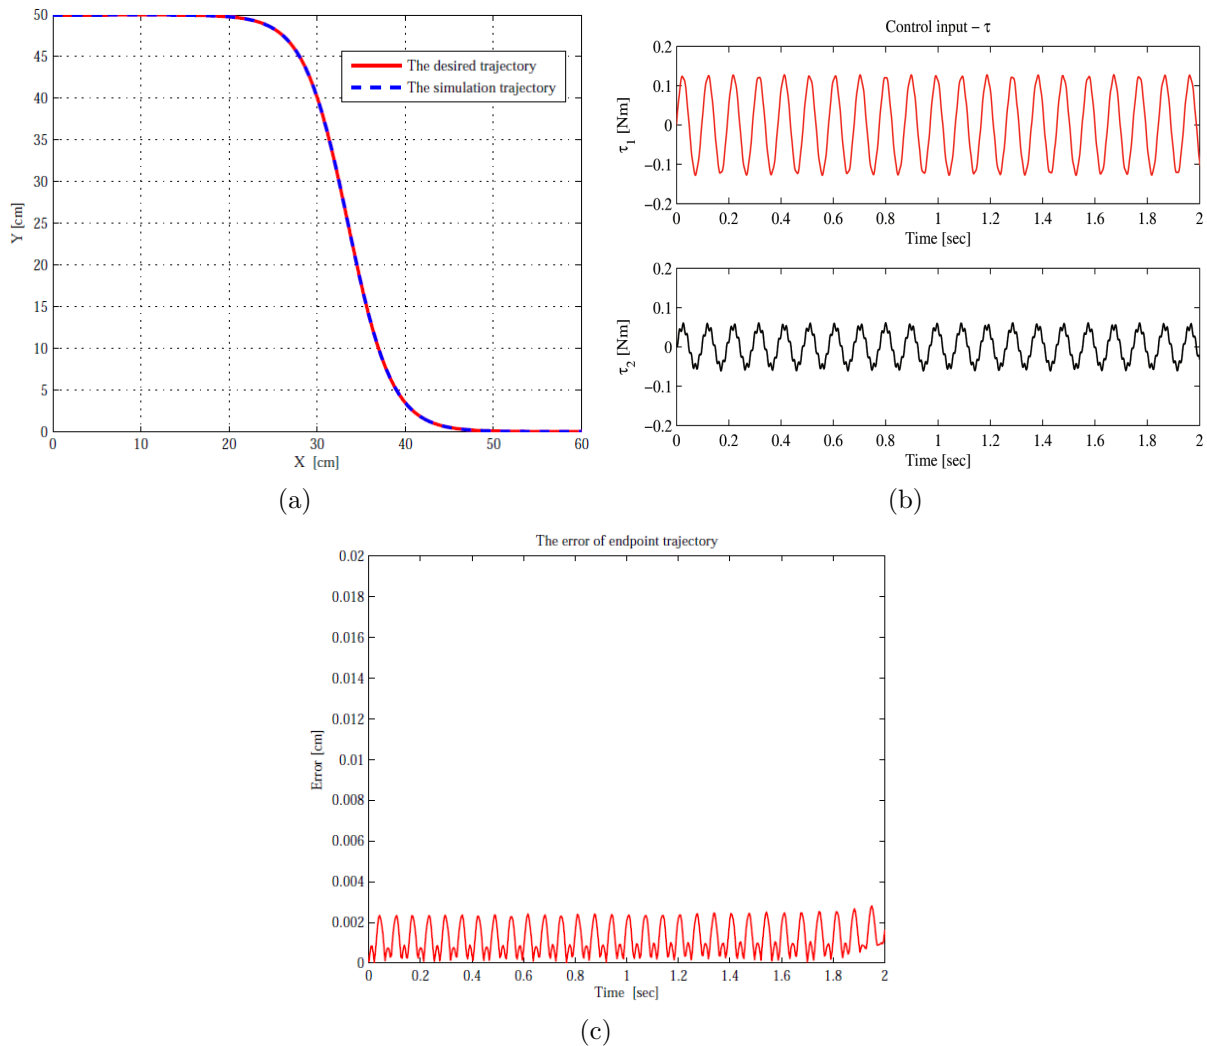 50
45
40
35
30
25
20
15
10
5
0
Y [cm]
The desired trajectory
The simulation trajectory
0 10 20 30 40 50 60
X [cm]
(a)
Control input – τ
0.2
0.1
0
−0.1
−0.2
τ1 [Nm]
0 0.2 0.4 0.6 0.8 1 1.2 1.4 1.6 1.8 2
Time [sec]
0.2
0.1
0
−0.1
−0.2
τ2 [Nm]
0 0.2 0.4 0.6 0.8 1 1.2 1.4 1.6 1.8 2
Time [sec]
(b)
The error of endpoint trajectory
0.02
0.018
0.016
0.014
0.012
0.01
0.008
0.006
0.004
0.002
0
Error [cm]
0 0.2 0.4 0.6 0.8 1 1.2 1.4 1.6 1.8 2
Time [sec]
(c)